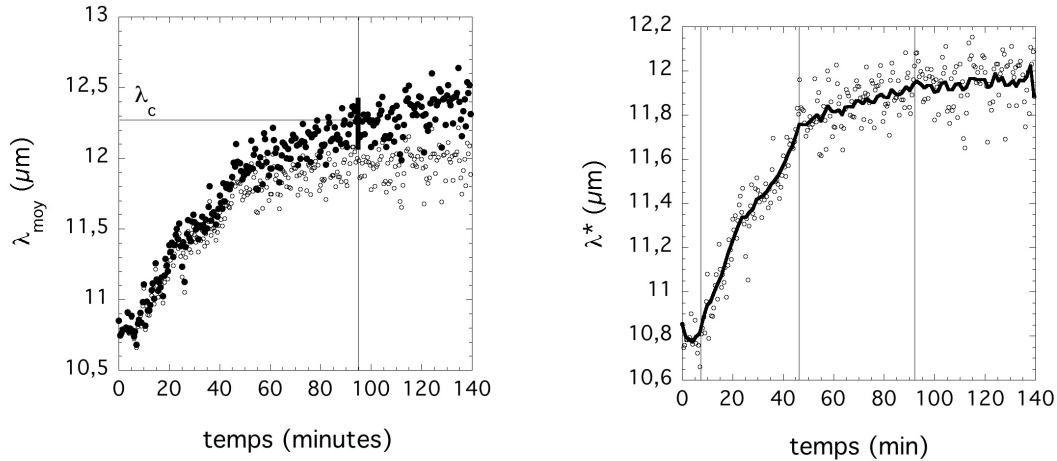 13
12,5
12
11,5
11
10,5
λc
λmoy (µm)
0 20 40 60 80 100 120 140
temps (minutes)
12,2
12
11,8
11,6
11,4
11,2
11
10,8
10,6
λ* (µm)
0 20 40 60 80 100 120 140
temps (min)